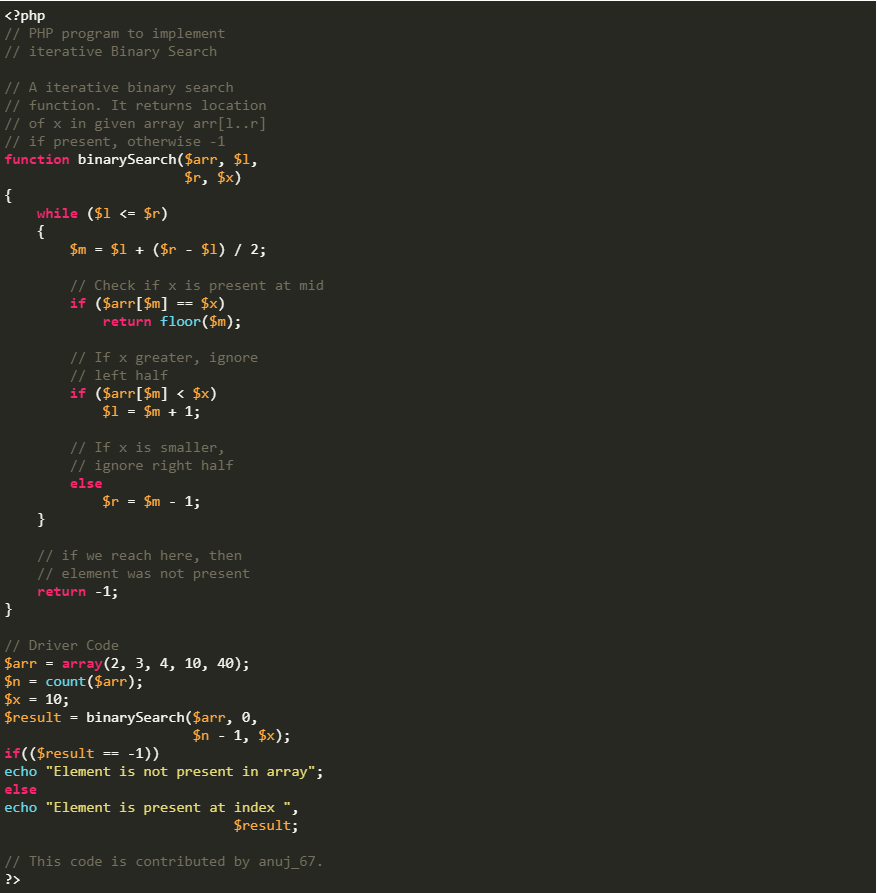 <?php
// PHP program to implement
// iterative Binary Search

// A iterative binary search
// function. It returns location
// of x in given array arr[l..r]
// if present, otherwise -1
function binarySearch($arr, $l,
                      $r, $x)
{
    while ($l <= $r)
    {
        $m = $l + ($r - $l) / 2;

        // Check if x is present at mid
        if ($arr[$m] == $x)
            return floor($m);

        // If x greater, ignore
        // left half
        if ($arr[$m] < $x)
            $l = $m + 1;

        // If x is smaller,
        // ignore right half
        else
            $r = $m - 1;
    }

    // if we reach here, then
    // element was not present
    return -1;
}

// Driver Code
$arr = array(2, 3, 4, 10, 40);
$n = count($arr);
$x = 10;
$result = binarySearch($arr, 0,
                       $n - 1, $x);
if(($result == -1))
echo "Element is not present in array";
else
echo "Element is present at index ",
                            $result;

// This code is contributed by anuj_67.
?>